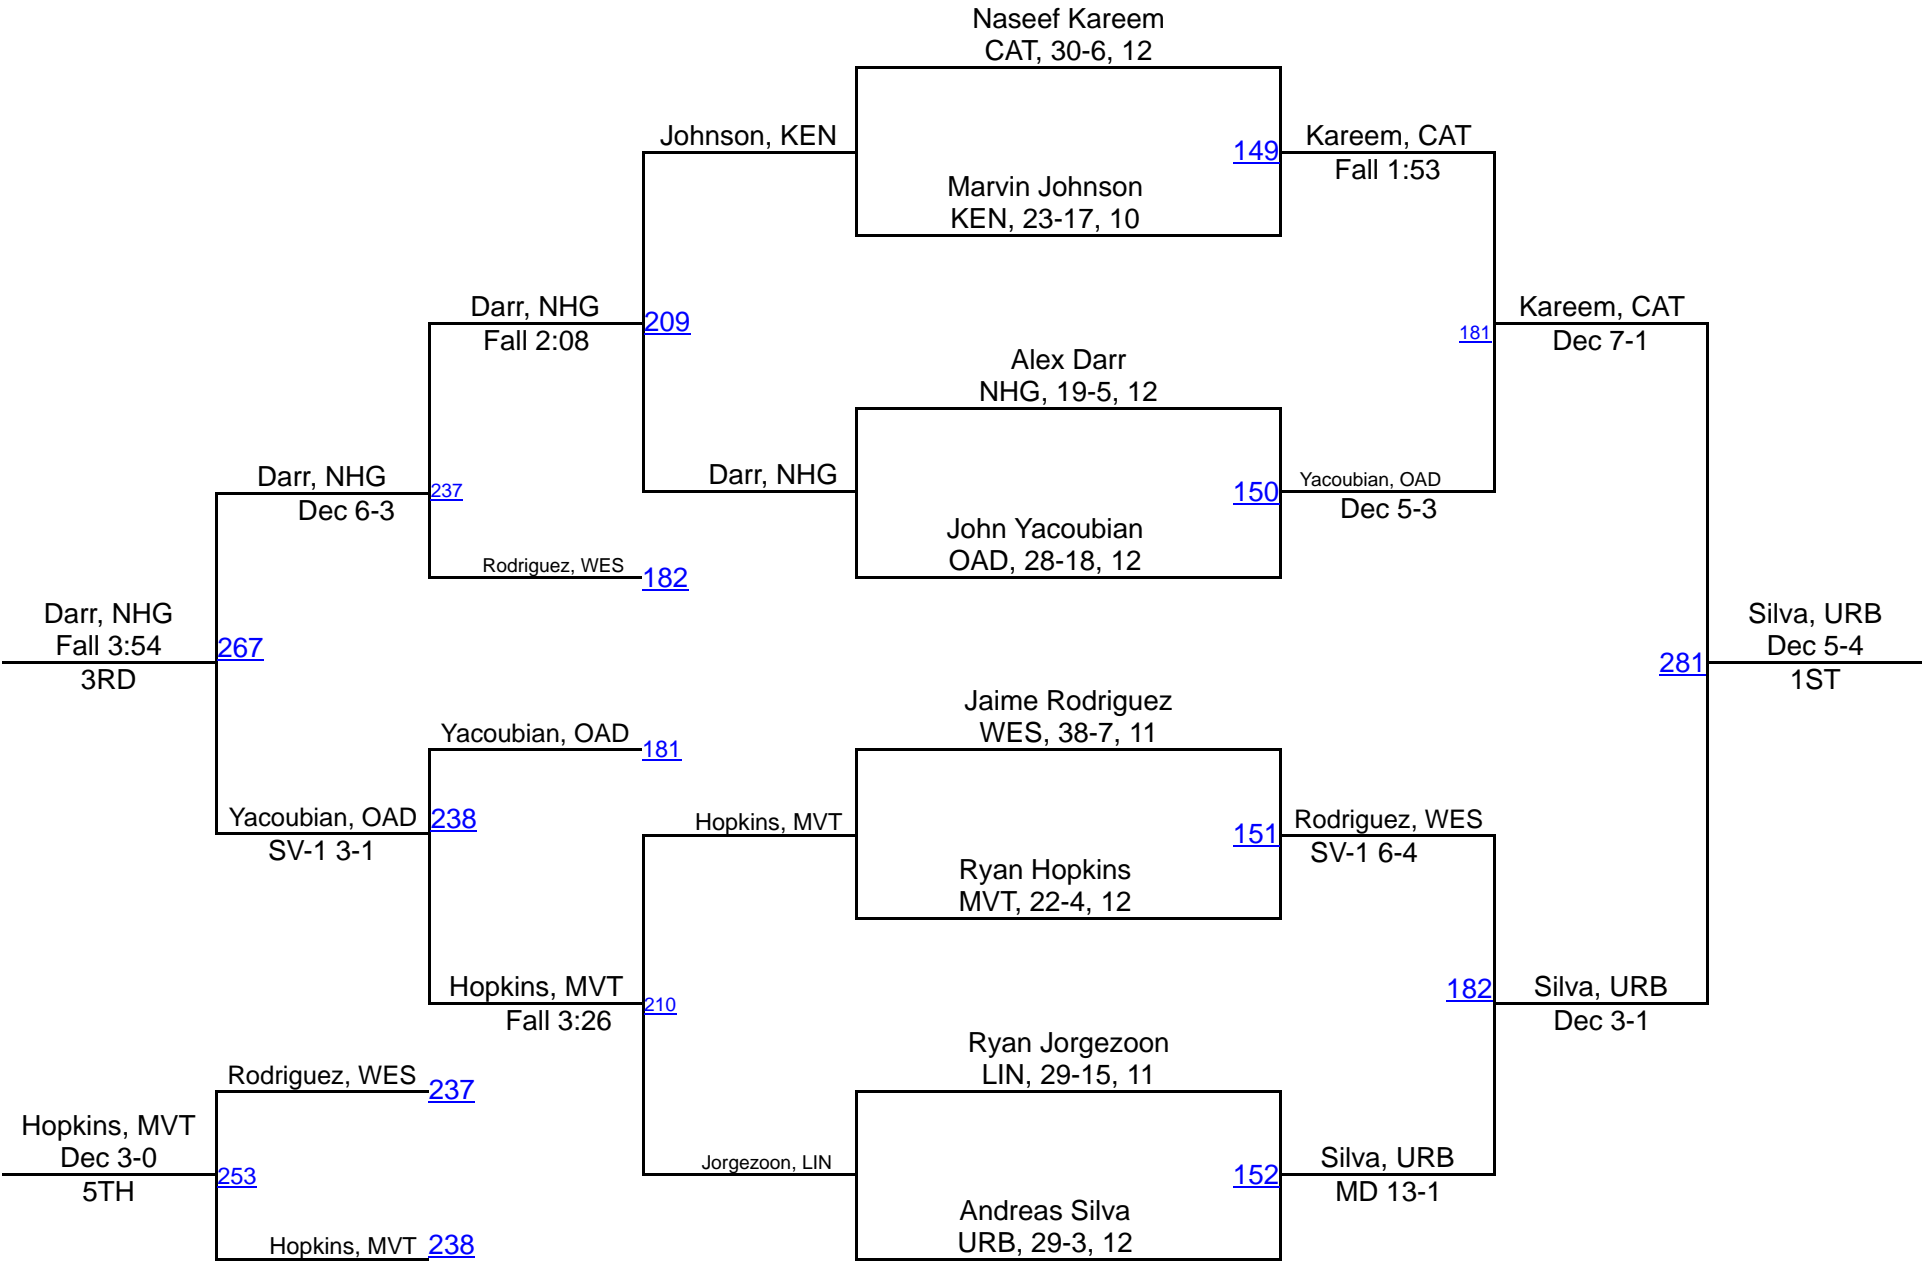 Naseef Kareem
CAT, 30-6, 12
Johnson, KEN
149
Kareem, CAT
Fall 1:53
Marvin Johnson
KEN, 23-17, 10
Darr, NHG
Fall 2:08
209
181
Kareem, CAT
Dec 7-1
Alex Darr
NHG, 19-5, 12
Darr, NHG
Dec 6-3
237
Darr, NHG
150
Yacoubian, OAD
Dec 5-3
John Yacoubian
OAD, 28-18, 12
Rodriguez, WES
182
Darr, NHG
Fall 3:54
3RD
267
281
Silva, URB
Dec 5-4
1ST
Jaime Rodriguez
WES, 38-7, 11
Yacoubian, OAD
181
Yacoubian, OAD
SV-1 3-1
238
Hopkins, MVT
151
Rodriguez, WES
SV-1 6-4
Ryan Hopkins
MVT, 22-4, 12
Hopkins, MVT
Fall 3:26
210
182
Silva, URB
Dec 3-1
Ryan Jorgezoon
LIN, 29-15, 11
Rodriguez, WES
237
Hopkins, MVT
Dec 3-0
5TH
253
Jorgezoon, LIN
152
Silva, URB
MD 13-1
Andreas Silva
URB, 29-3, 12
Hopkins, MVT
238